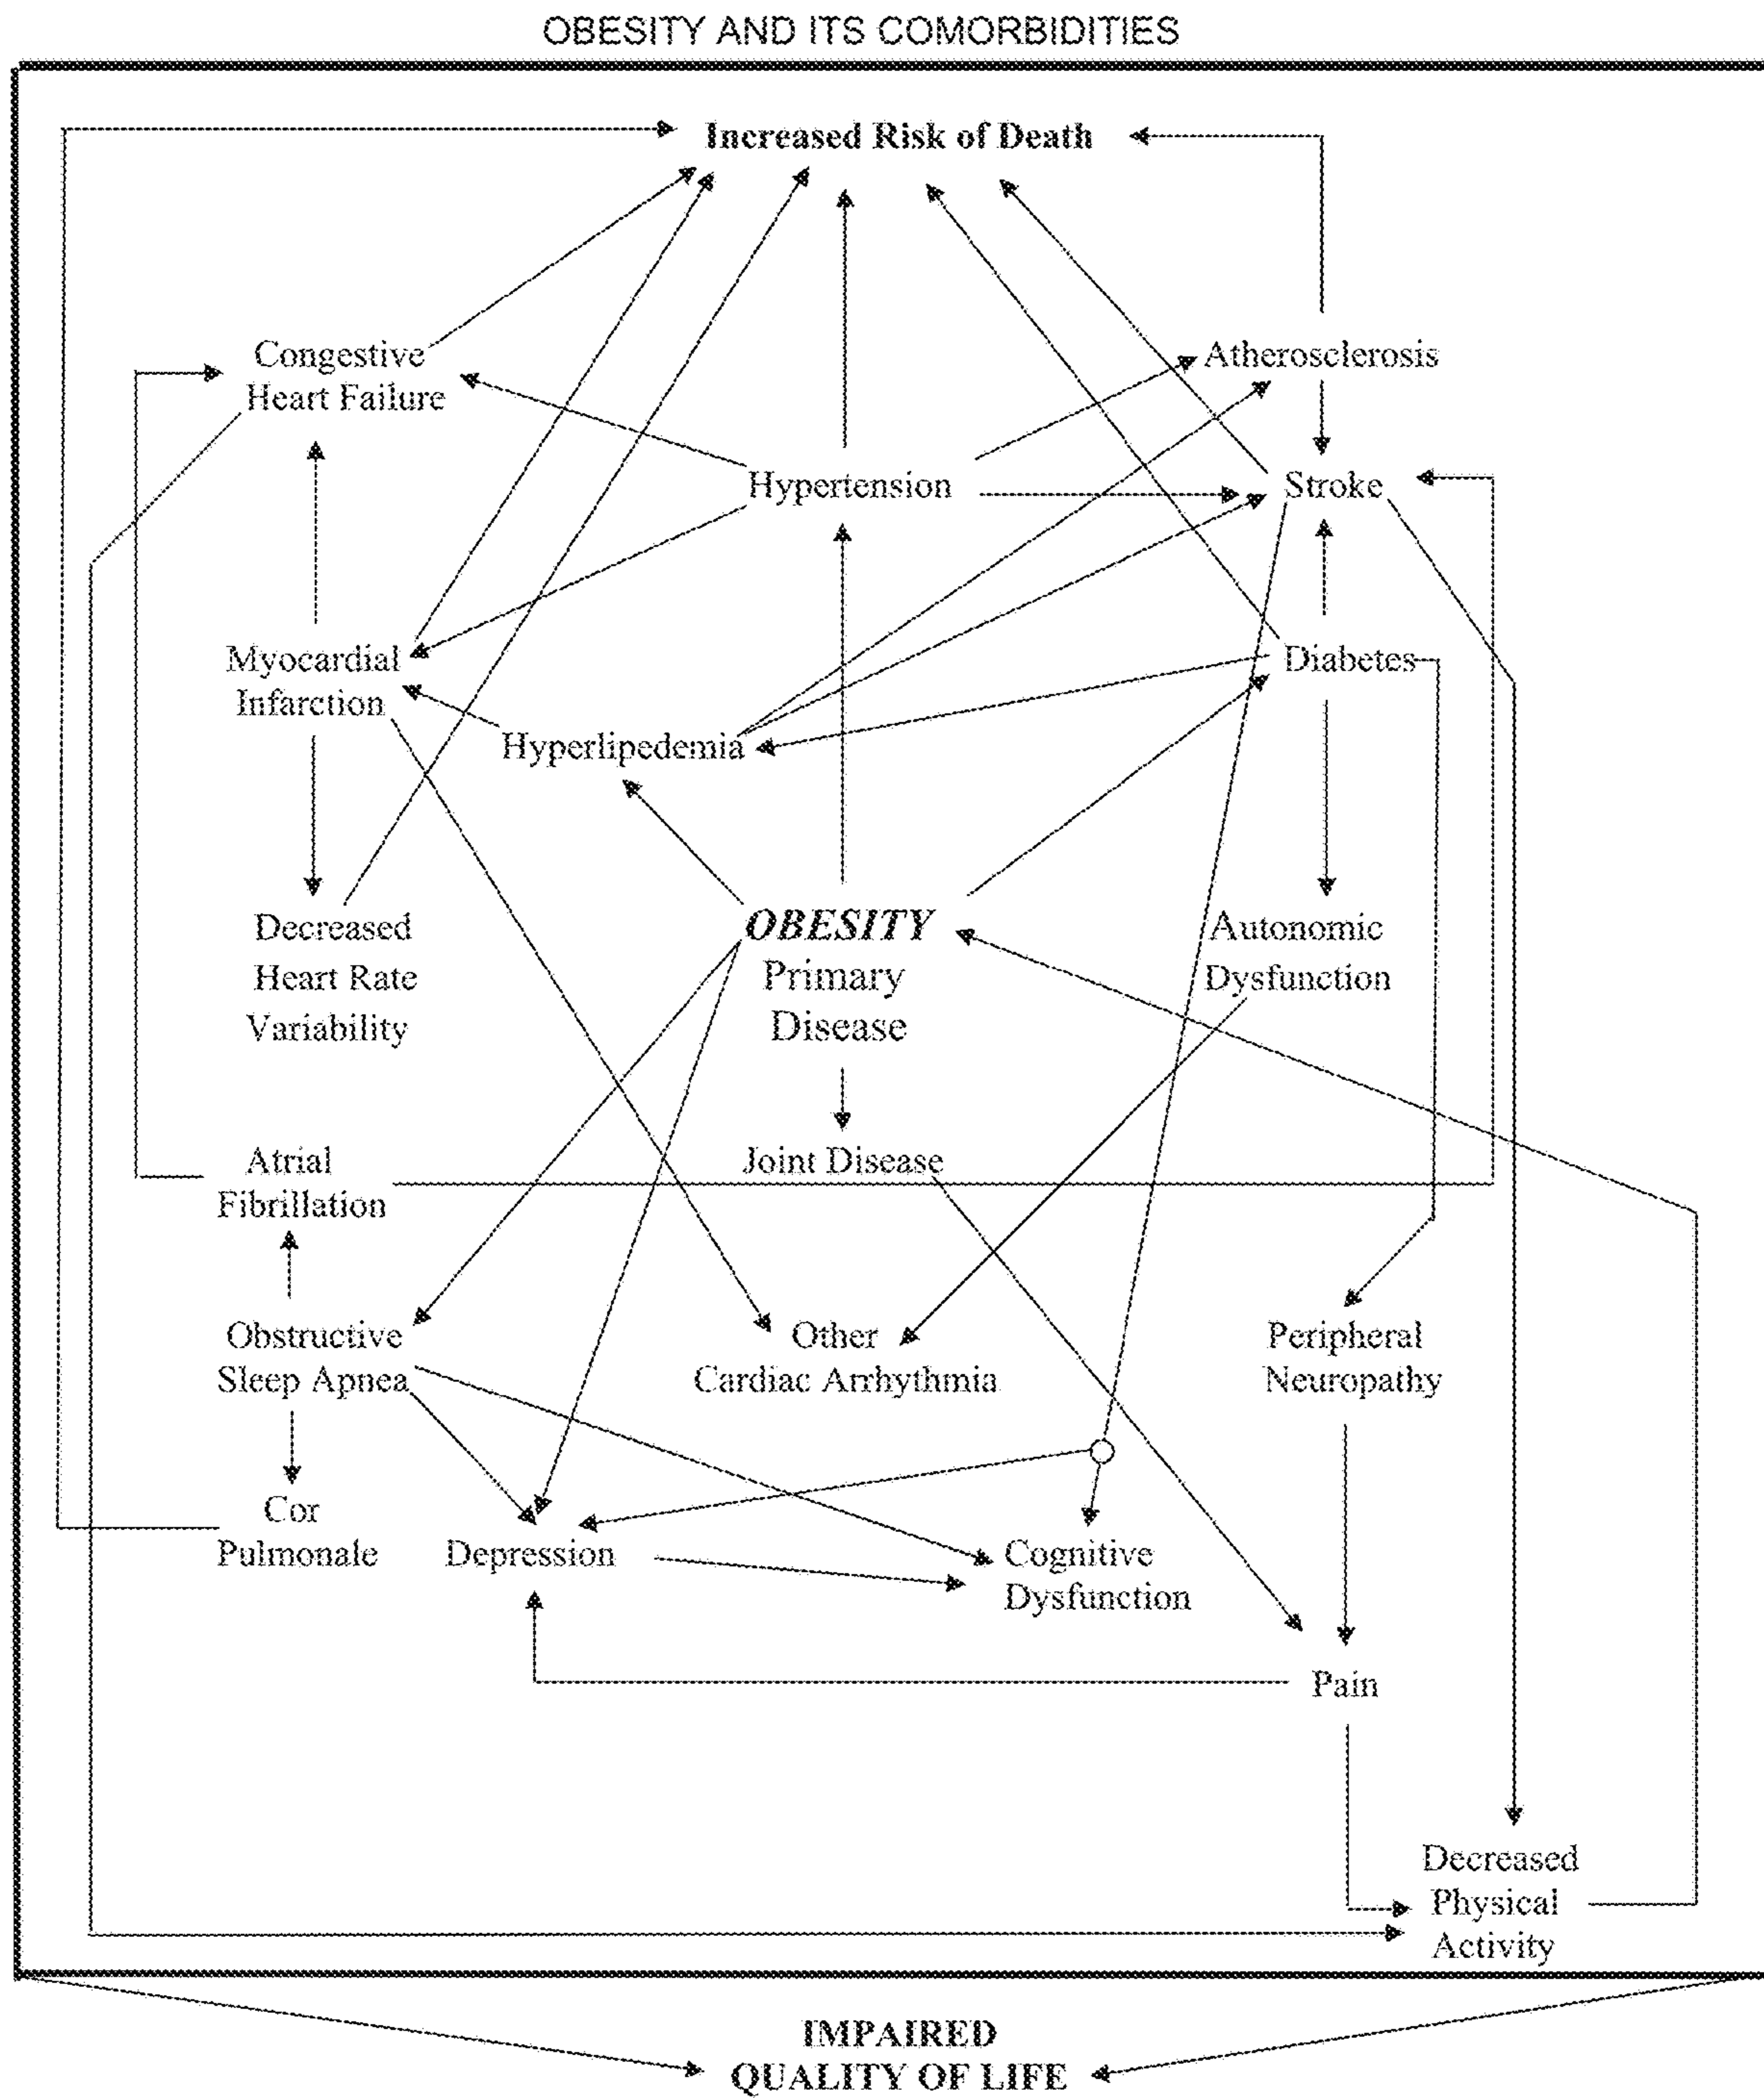 OBESITY AND ITS COMORBIDITIES
Increased Risk of Death
Congestive
Heart Failure
Atherosclerosis
Hypertension
Stroke
Myocardial
Infarction
Diabetes
Hyperlipedemia
Decreased
Heart Rate
Variability
OBESITY
Primary
Disease
Autonomic
Dysfunction
Atrial
Fibrillation
Joint Disease
Obstructive
Sleep Apnea
Other
Cardiac Arrhythmia
Peripheral
Neuropathy
Cor
Pulmonale
Depression
Cognitive
Dysfunction
Pain
Decreased
Physical
Activity
IMPAIRED
QUALITY OF LIFE